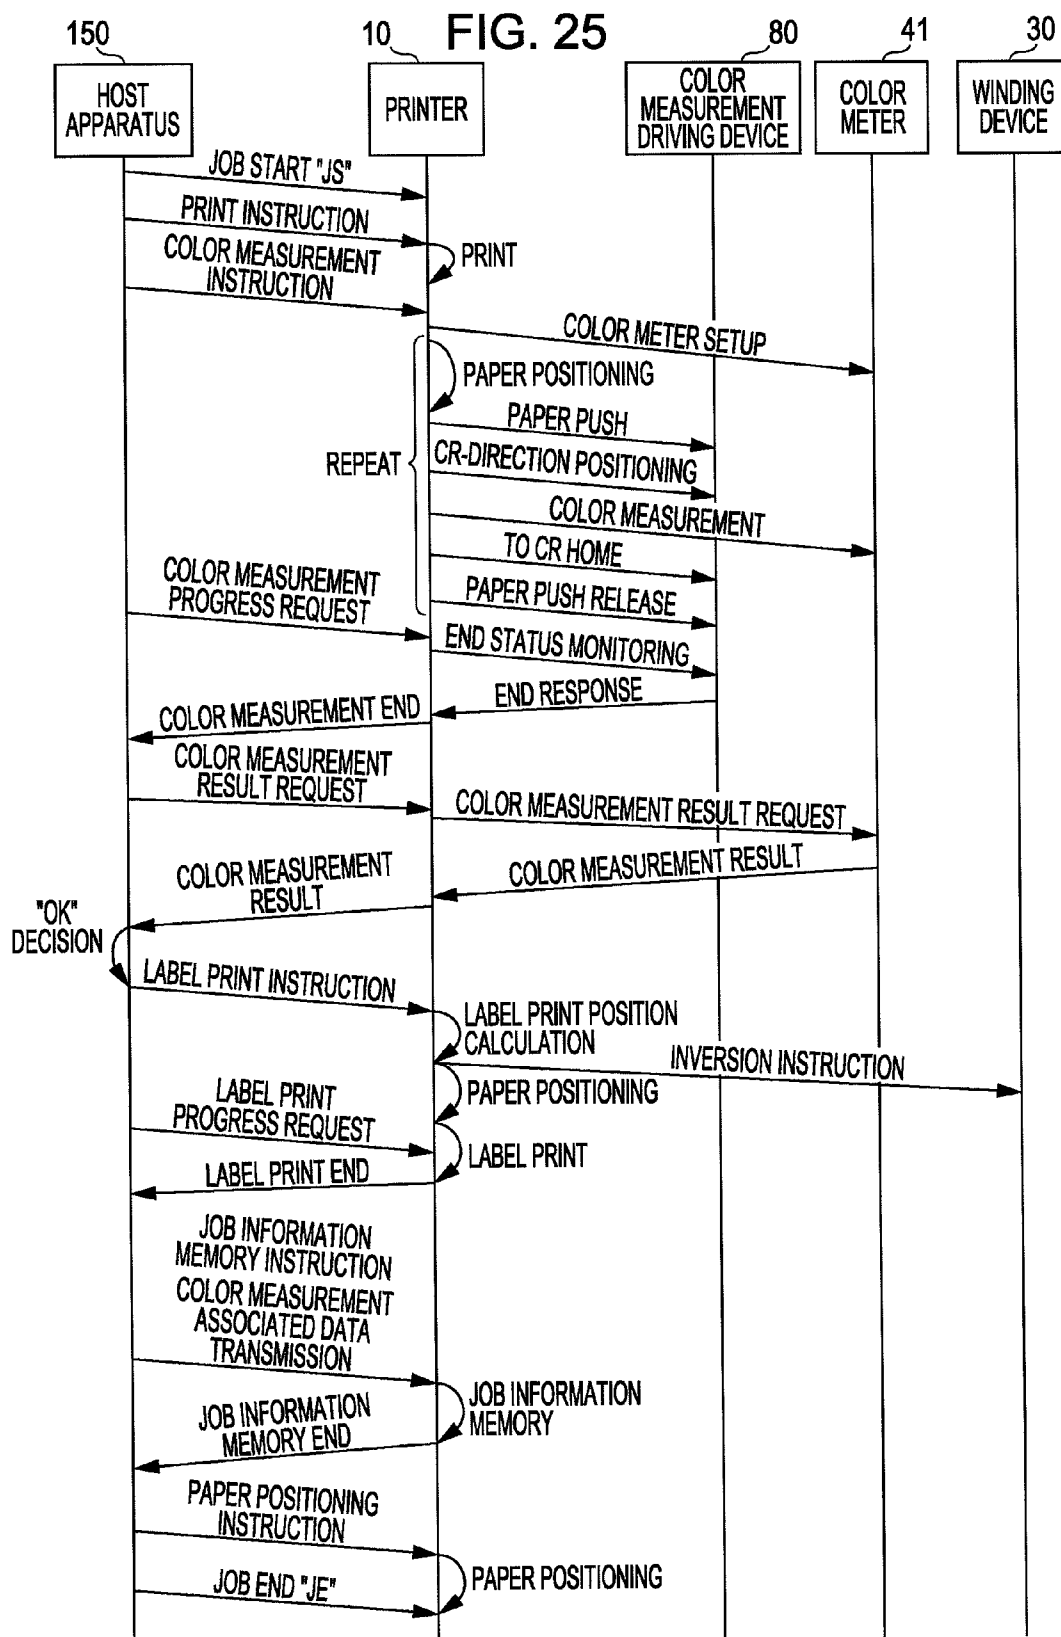 FIG. 25
150
10
80
41
30
HOST
APPARATUS
PRINTER
COLOR
MEASUREMENT
DRIVING DEVICE
COLOR
METER
WINDING
DEVICE
JOB START "JS"
PRINT INSTRUCTION
PRINT
COLOR MEASUREMENT
INSTRUCTION
COLOR METER SETUP
PAPER POSITIONING
PAPER PUSH
CR-DIRECTION POSITIONING
REPEAT
COLOR MEASUREMENT
TO CR HOME
COLOR MEASUREMENT
PROGRESS REQUEST
PAPER PUSH RELEASE
END STATUS MONITORING
END RESPONSE
COLOR MEASUREMENT END
COLOR MEASUREMENT
RESULT REQUEST
COLOR MEASUREMENT RESULT REQUEST
COLOR MEASUREMENT RESULT
COLOR MEASUREMENT
RESULT
"OK"
DECISION
LABEL PRINT INSTRUCTION
LABEL PRINT POSITION
CALCULATION
INVERSION INSTRUCTION
PAPER POSITIONING
LABEL PRINT
PROGRESS REQUEST
LABEL PRINT
LABEL PRINT END
JOB INFORMATION
MEMORY INSTRUCTION
COLOR MEASUREMENT
ASSOCIATED DATA
TRANSMISSION
JOB INFORMATION
MEMORY
JOB INFORMATION
MEMORY END
PAPER POSITIONING
INSTRUCTION
PAPER POSITIONING
JOB END "JE"